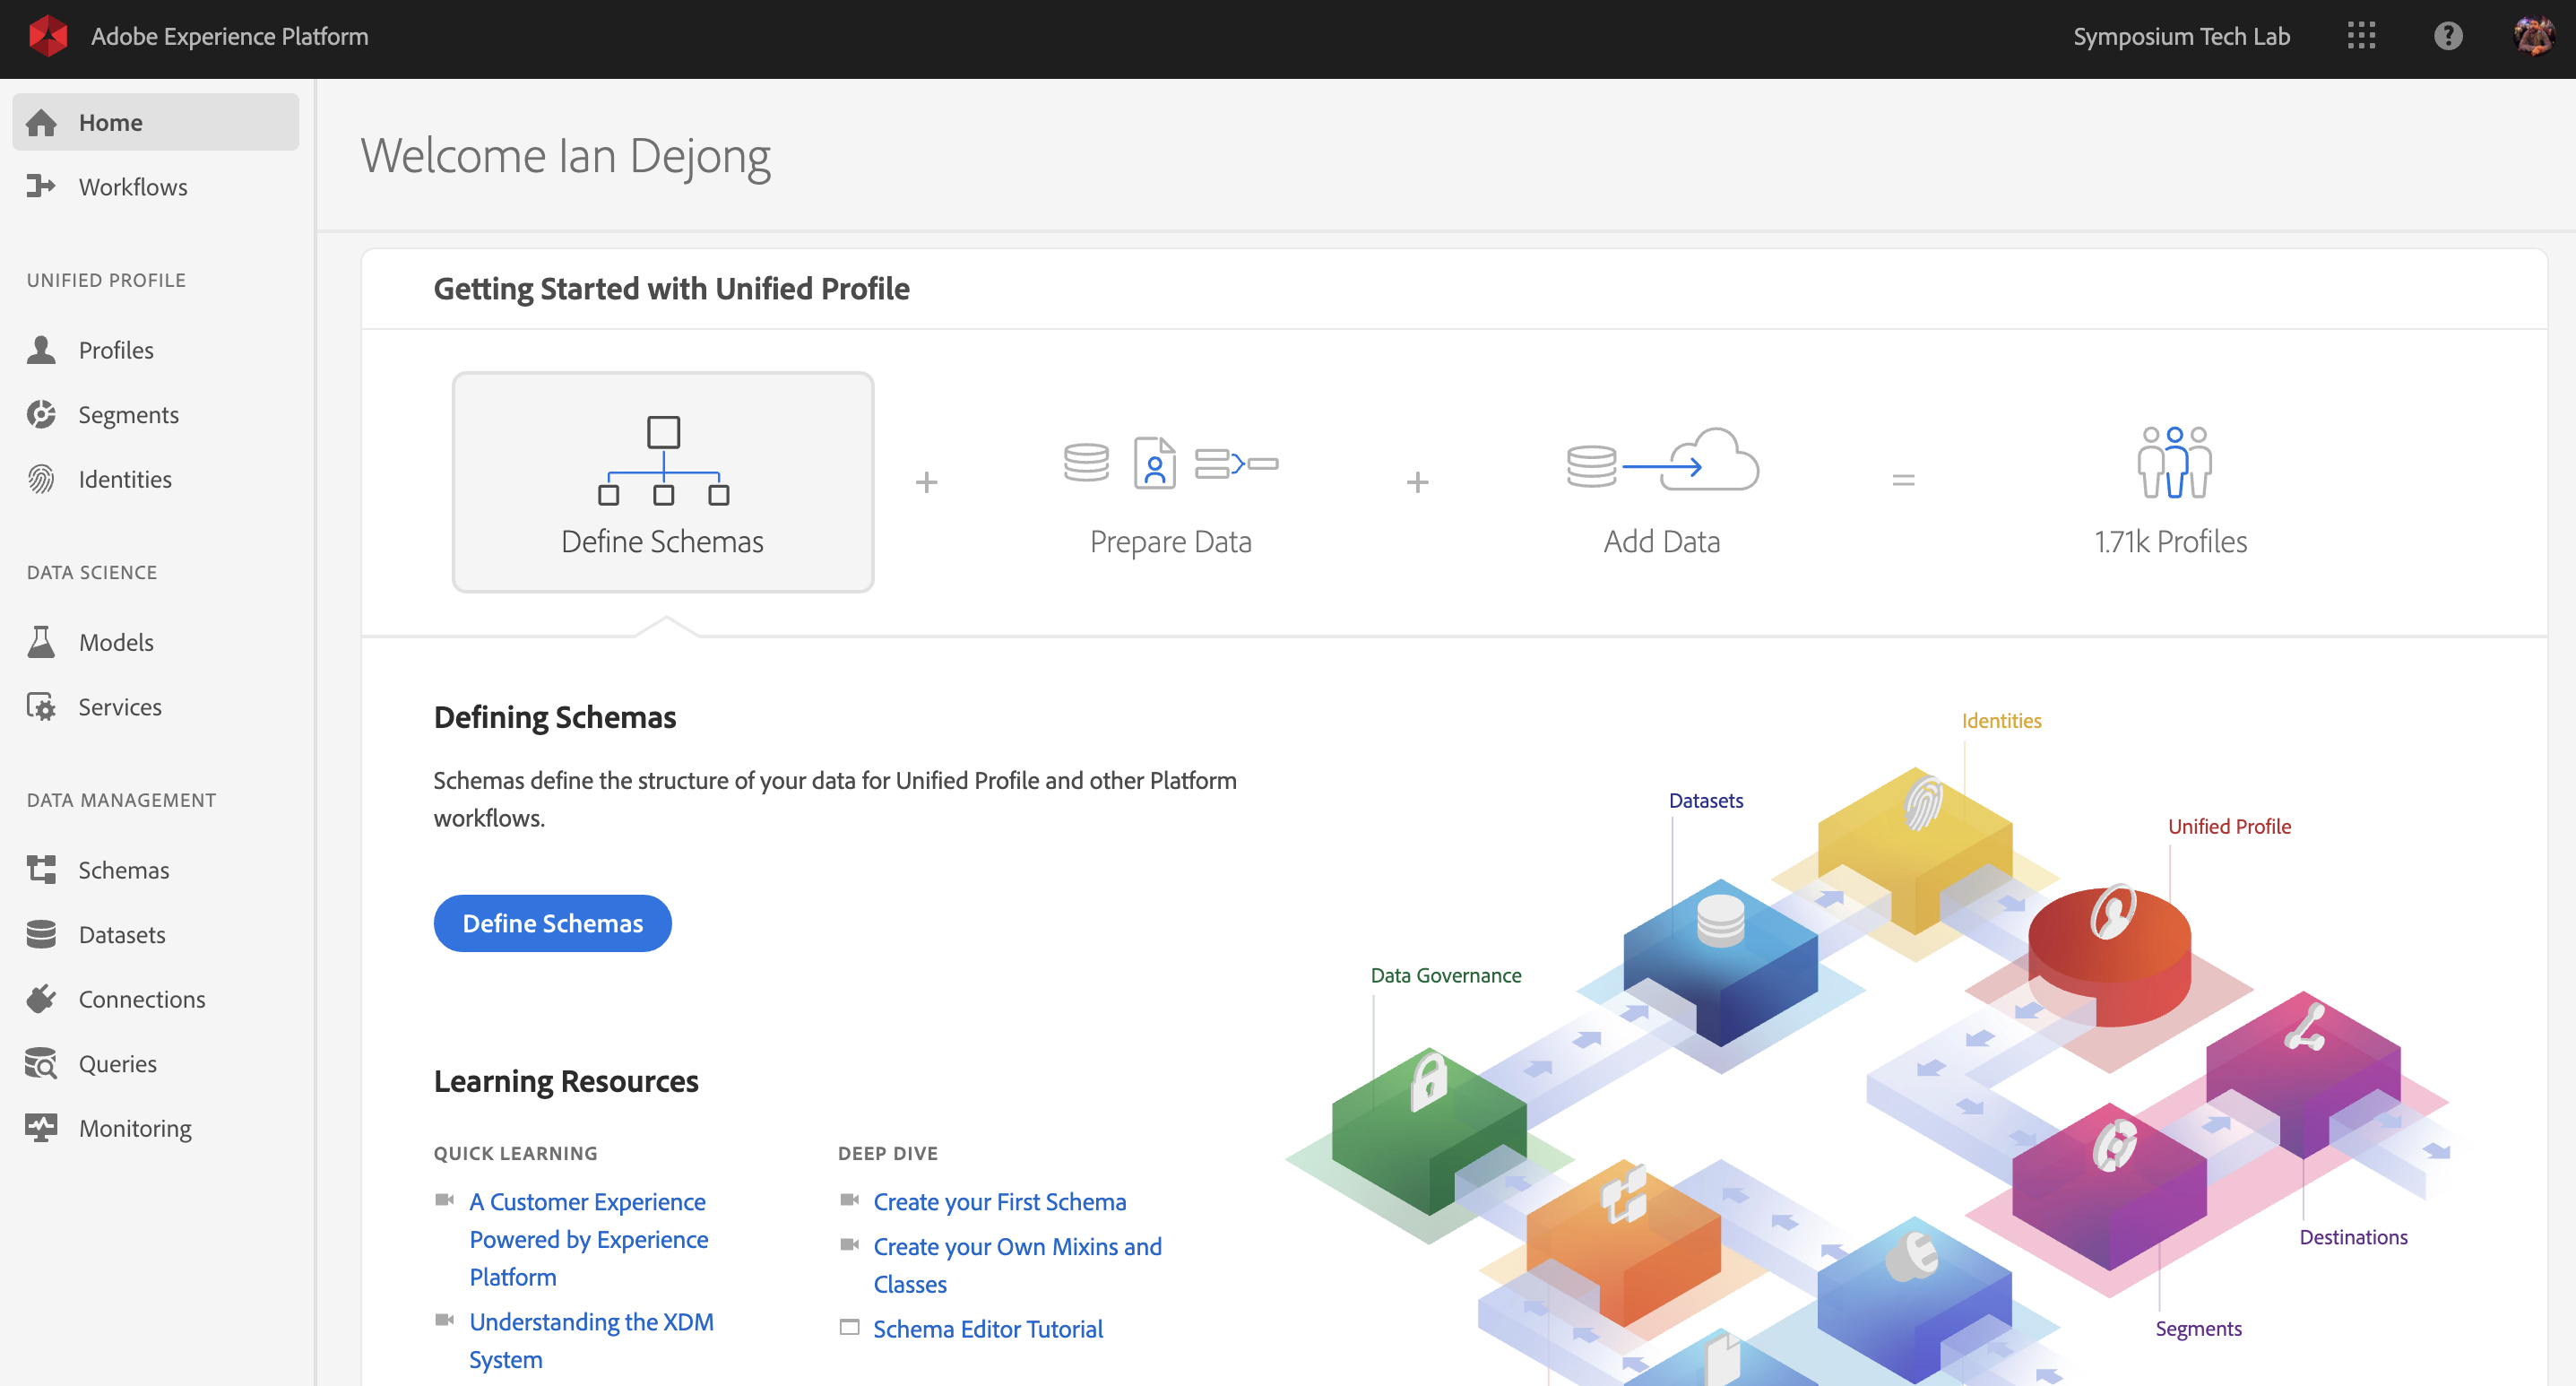 Adobe Experience Platform
Symposium Tech Lab
Home
Workflows
UNIFIED PROFILE
Profiles
Segments
Identities
DATA SCIENCE
Models
Services
DATA MANAGEMENT
Schemas
Datasets
Connections
Queries
Monitoring
Welcome Ian Dejong
Getting Started with Unified Profile
Define Schemas
+
Prepare Data
+
Add Data
=
1.71k Profiles
Defining Schemas
Schemas define the structure of your data for Unified Profile and other Platform
workflows.
Define Schemas
Learning Resources
QUICK LEARNING
A Customer Experience
Powered by Experience
Platform
Understanding the XDM
System
DEEP DIVE
Create your First Schema
Create your Own Mixins and
Classes
Schema Editor Tutorial
Identities
Datasets
Unified Profile
Data Governance
Destinations
Segments